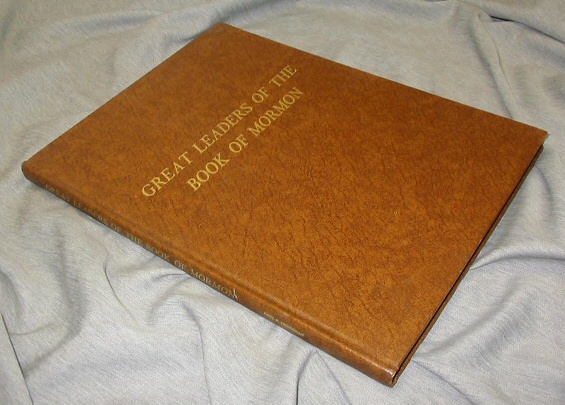 GREAT LEADERS OF THE
BOOK OF MORMON
GREAT LEADERS OF THE BOOK OF MORMON